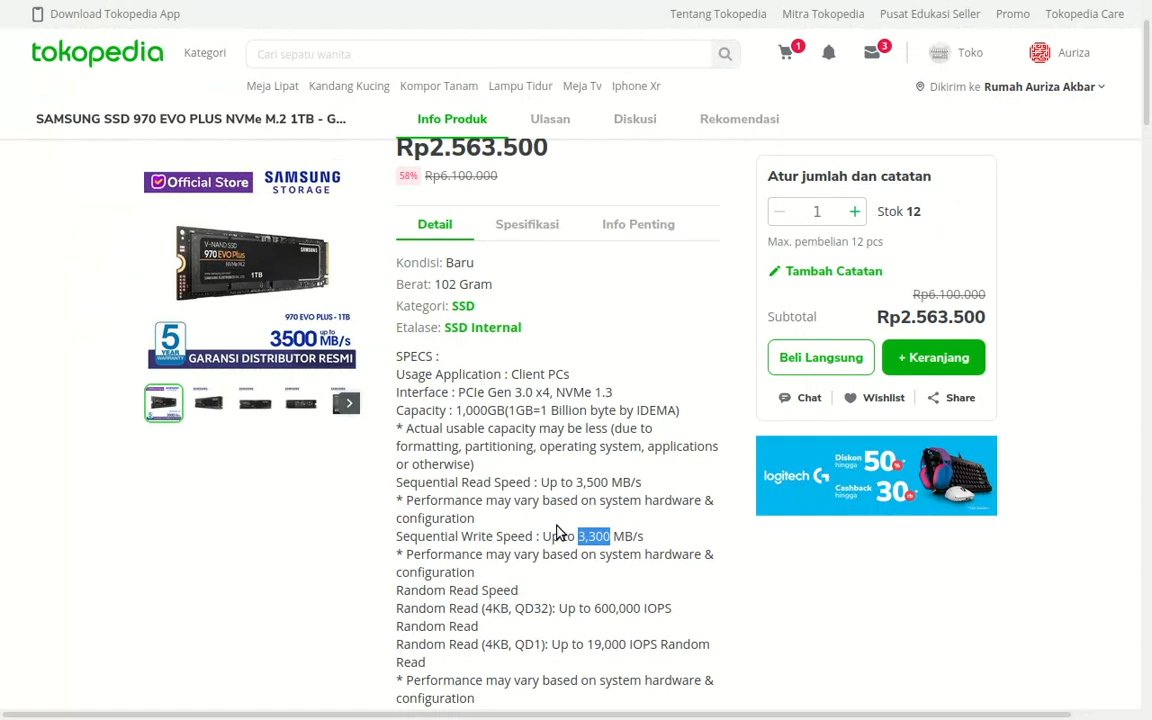 Download Tokopedia App
Tentang Tokopedia Mitra Tokopedia Pusat Edukasi Seller Promo Tokopedia Care
tokopedia Kategori Cari sepatu wanita 1 3 Toko Auriza
Meja Lipat Kandang Kucing Kompor Tanam Lampu Tidur Meja Tv Iphone Xr
Dikirim ke Rumah Auriza Akbar
SAMSUNG SSD 970 EVO PLUS NVMe M.2 1TB - G...
Info Produk Ulasan Diskusi Rekomendasi
Official Store SAMSUNG STORAGE
V-NAND SSD
970 EVO Plus
NVMe M.2
1TB
SAMSUNG
970 EVO PLUS - 1TB
3500 up to MB/s
5 YEAR WARRANTY
GARANSI DISTRIBUTOR RESMI
Rp2.563.500
58% Rp6.100.000
Detail Spesifikasi Info Penting
Kondisi: Baru
Berat: 102 Gram
Kategori: SSD
Etalase: SSD Internal
SPECS :
Usage Application : Client PCs
Interface : PCIe Gen 3.0 x4, NVMe 1.3
Capacity : 1,000GB(1GB=1 Billion byte by IDEMA)
* Actual usable capacity may be less (due to
formatting, partitioning, operating system, applications
or otherwise)
Sequential Read Speed : Up to 3,500 MB/s
* Performance may vary based on system hardware &
configuration
Sequential Write Speed : Up to 3,300 MB/s
* Performance may vary based on system hardware &
configuration
Random Read Speed
Random Read (4KB, QD32): Up to 600,000 IOPS
Random Read
Random Read (4KB, QD1): Up to 19,000 IOPS Random
Read
* Performance may vary based on system hardware &
configuration
Atur jumlah dan catatan
1 Stok 12
Max. pembelian 12 pcs
Tambah Catatan
Rp6.100.000
Subtotal Rp2.563.500
Beli Langsung + Keranjang
Chat Wishlist Share
logitech G Diskon hingga 50%
Cashback hingga 30rb